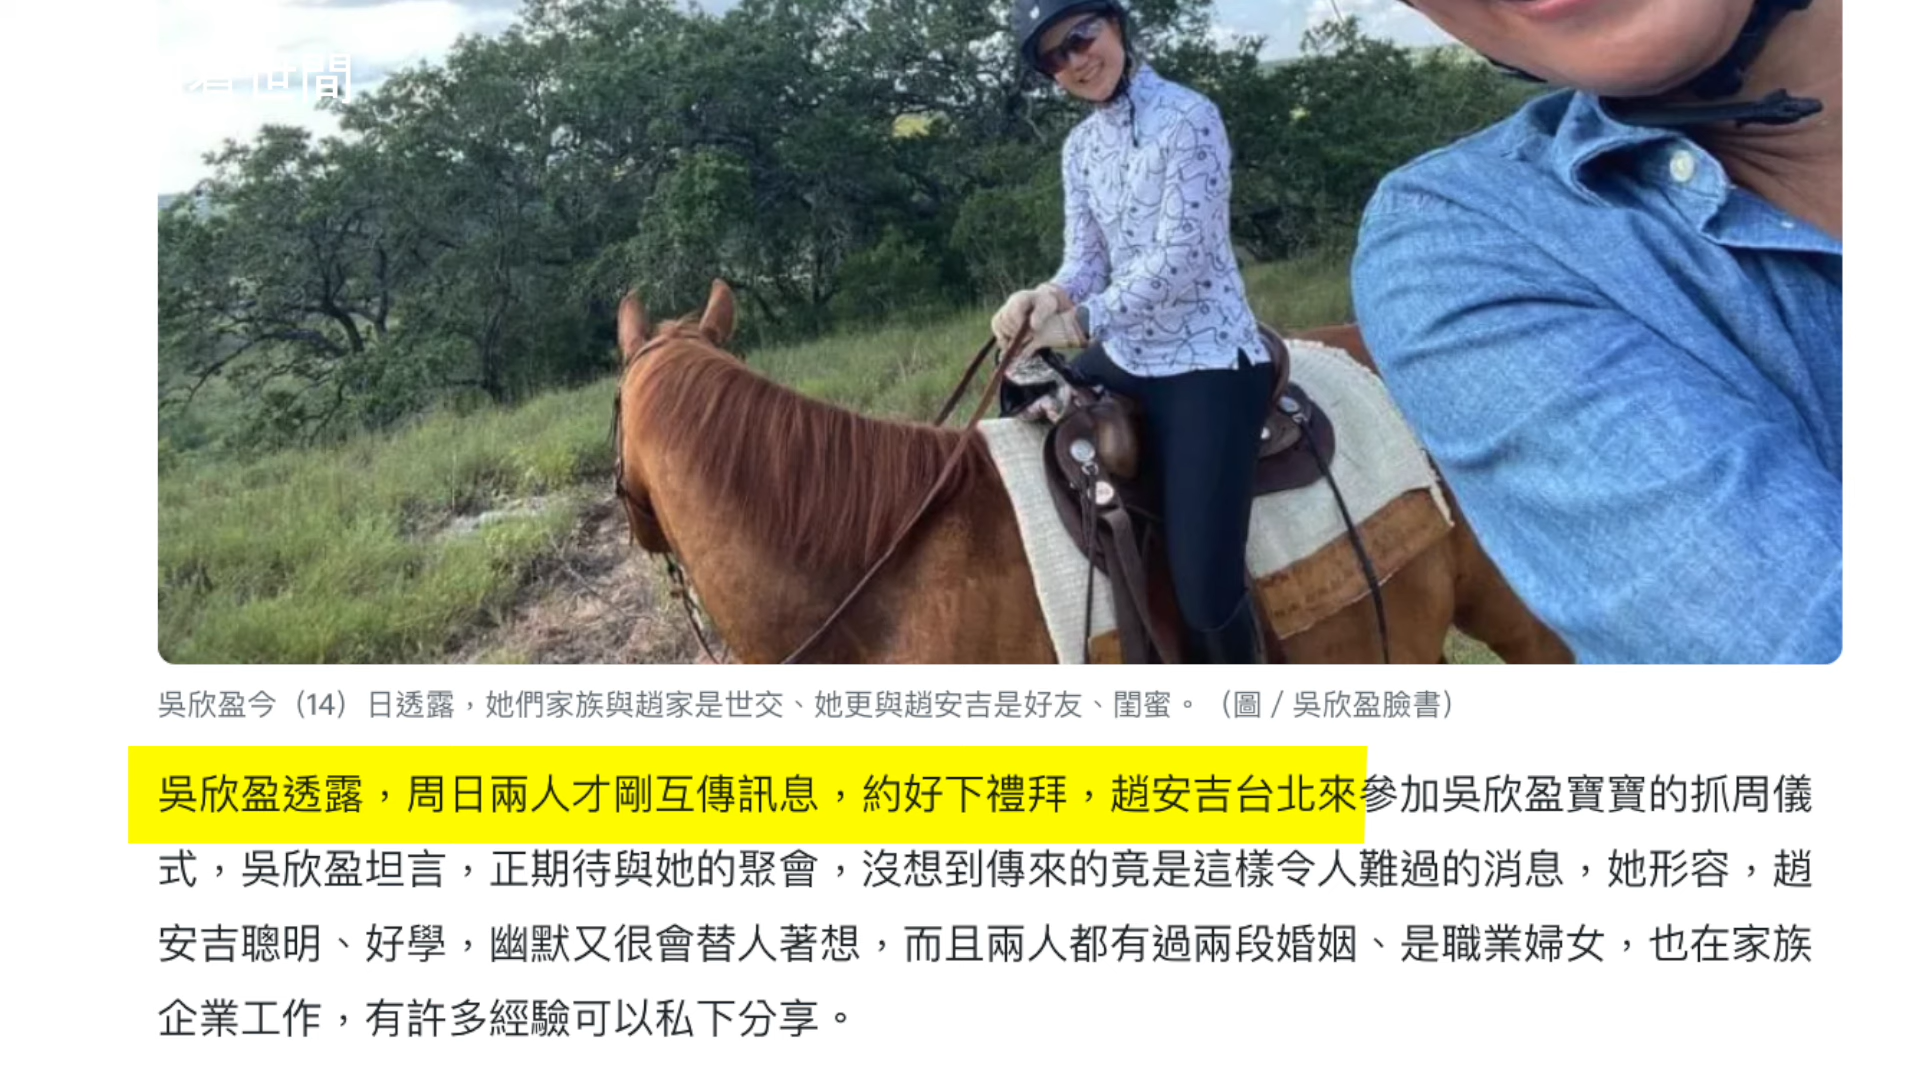 看世間
吳欣盈今（14）日透露，她們家族與趙家是世交、她更與趙安吉是好友、閨蜜。（圖／吳欣盈臉書）
吳欣盈透露，周日兩人才剛互傳訊息，約好下禮拜，趙安吉台北來參加吳欣盈寶寶的抓周儀
式，吳欣盈坦言，正期待與她的聚會，沒想到傳來的竟是這樣令人難過的消息，她形容，趙
安吉聰明、好學，幽默又很會替人著想，而且兩人都有過兩段婚姻、是職業婦女，也在家族
企業工作，有許多經驗可以私下分享。